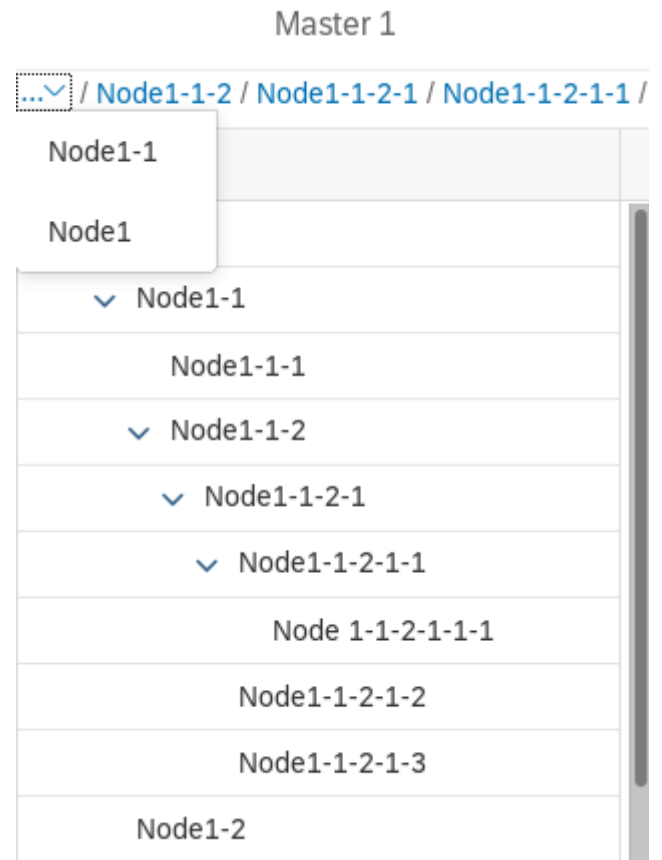 Master 1
... / Node1-1-2 / Node1-1-2-1 / Node1-1-2-1-1 /
Node1-1
Node1
Node1-1
Node1-1-1
Node1-1-2
Node1-1-2-1
Node1-1-2-1-1
Node 1-1-2-1-1-1
Node1-1-2-1-2
Node1-1-2-1-3
Node1-2